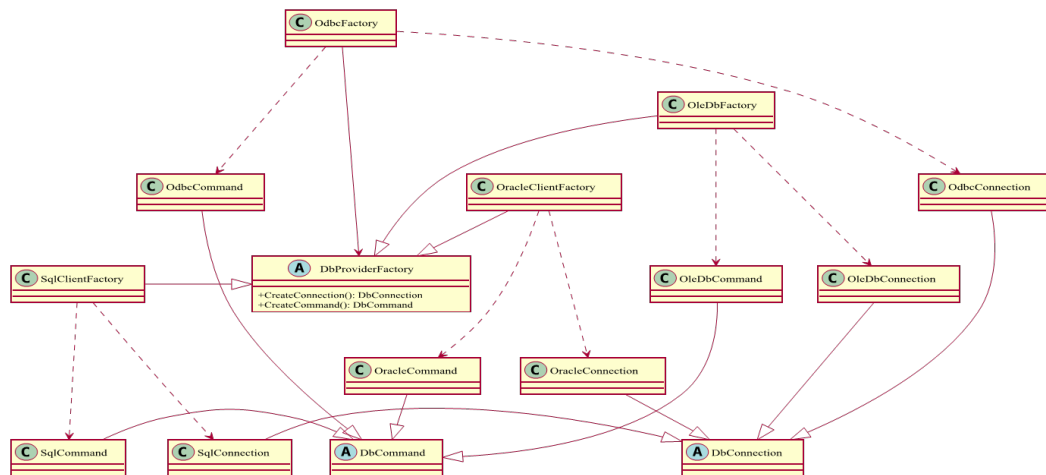 C OdbcFactory
C OleDbFactory
C OdbcCommand
C OracleClientFactory
C OdbcConnection
A DbProviderFactory
+CreateConnection(): DbConnection
+CreateCommand(): DbCommand
C SqlClientFactory
C OleDbCommand
C OleDbConnection
C OracleCommand
C OracleConnection
C SqlCommand
C SqlConnection
A DbCommand
A DbConnection